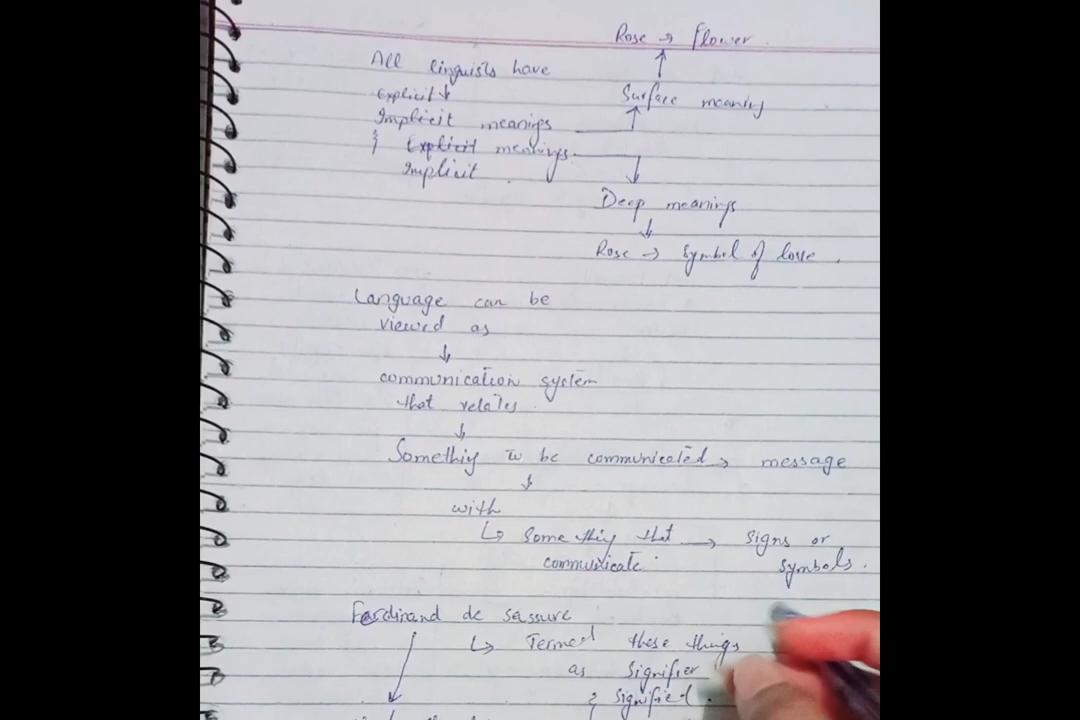 Rose → flower.
All linguists have
Explicit ↓
Implicit meanings
Surface meaning
& Explicit meanings
Implicit
Deep meanings
↓
Rose → Symbol of love.
Language can be
viewed as
↓
communication system
that relates
↓
Something to be communicated → message
↓
with
↳ Something that → signs or
communicate. symbols.
Ferdinand de sassure
↳ Termed these things
as signifier
& signified.